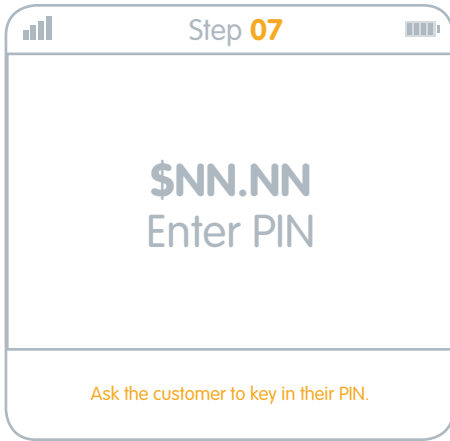 Step 07
$NN.NN
Enter PIN
Ask the customer to key in their PIN.